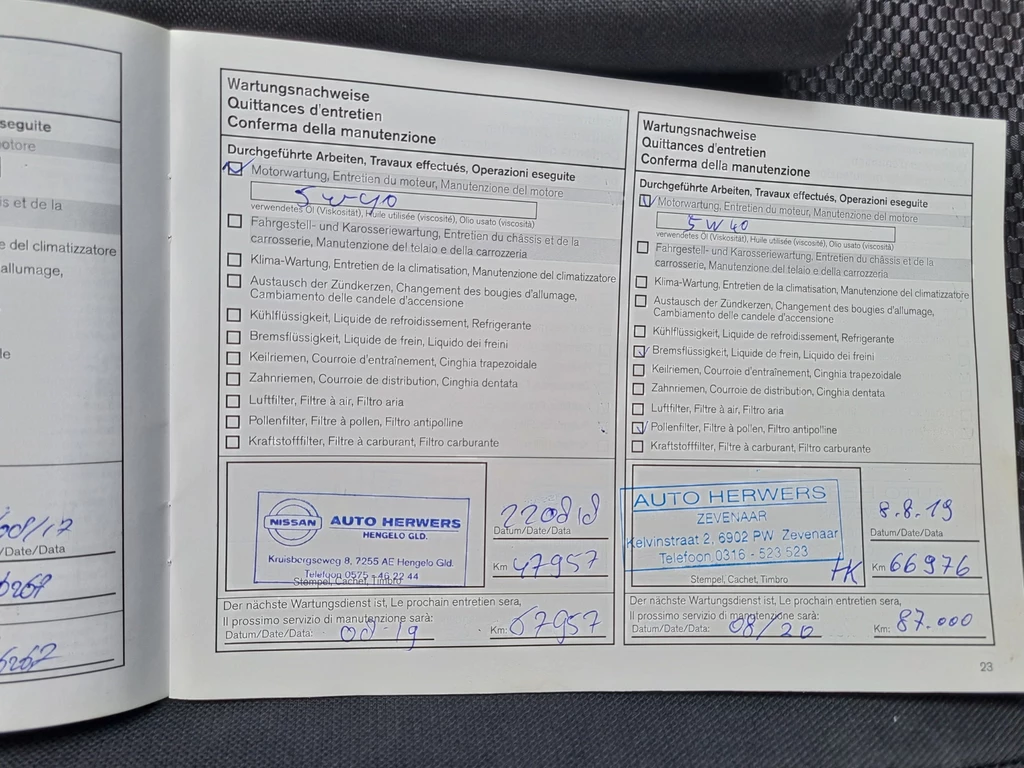 seguite
otore
s et de la
e del climatizzatore
allumage,
le
08/17
/Date/Data
Wartungsnachweise
Quittances d'entretien
Conferma della manutenzione
Durchgeführte Arbeiten, Travaux effectués, Operazioni eseguite
Motorwartung, Entretien du moteur, Manutenzione del motore
5w40
verwendetes Öl (Viskosität), Huile utilisée (viscosité), Olio usato (viscosità)
Fahrgestell- und Karosseriewartung, Entretien du châssis et de la
carrosserie, Manutenzione del telaio e della carrozzeria
Klima-Wartung, Entretien de la climatisation, Manutenzione del climatizzatore
Austausch der Zündkerzen, Changement des bougies d'allumage,
Cambiamento delle candele d'accensione
Kühlflüssigkeit, Liquide de refroidissement, Refrigerante
Bremsflüssigkeit, Liquide de frein, Liquido dei freini
Keilriemen, Courroie d'entraînement, Cinghia trapezoidale
Zahnriemen, Courroie de distribution, Cinghia dentata
Luftfilter, Filtre à air, Filtro aria
Pollenfilter, Filtre à pollen, Filtro antipolline
Kraftstofffilter, Filtre à carburant, Filtro carburante
NISSAN AUTO HERWERS
HENGELO GLD.
Kruisbergseweg 8, 7255 AE Hengelo Gld.
Telefoon 0575 - 46 22 44
Stempel, Cachet, Timbro
220818
Datum/Date/Data
Km 47957
Der nächste Wartungsdienst ist, Le prochain entretien sera,
Il prossimo servizio di manutenzione sarà:
Datum/Date/Data: 08-19 Km: 67957
Wartungsnachweise
Quittances d'entretien
Conferma della manutenzione
Durchgeführte Arbeiten, Travaux effectués, Operazioni eseguite
Motorwartung, Entretien du moteur, Manutenzione del motore
5W40
verwendetes Öl (Viskosität), Huile utilisée (viscosité), Olio usato (viscosità)
Fahrgestell- und Karosseriewartung, Entretien du châssis et de la
carrosserie, Manutenzione del telaio e della carrozzeria
Klima-Wartung, Entretien de la climatisation, Manutenzione del climatizzatore
Austausch der Zündkerzen, Changement des bougies d'allumage,
Cambiamento delle candele d'accensione
Kühlflüssigkeit, Liquide de refroidissement, Refrigerante
Bremsflüssigkeit, Liquide de frein, Liquido dei freini
Keilriemen, Courroie d'entraînement, Cinghia trapezoidale
Zahnriemen, Courroie de distribution, Cinghia dentata
Luftfilter, Filtre à air, Filtro aria
Pollenfilter, Filtre à pollen, Filtro antipolline
Kraftstofffilter, Filtre à carburant, Filtro carburante
AUTO HERWERS
ZEVENAAR
Kelvinstraat 2, 6902 PW Zevenaar
Telefoon 0316 - 523 523
Stempel, Cachet, Timbro
8.8.19
Datum/Date/Data
Km 66976
Der nächste Wartungsdienst ist, Le prochain entretien sera,
Il prossimo servizio di manutenzione sarà:
Datum/Date/Data: 08/20 Km: 87.000
23